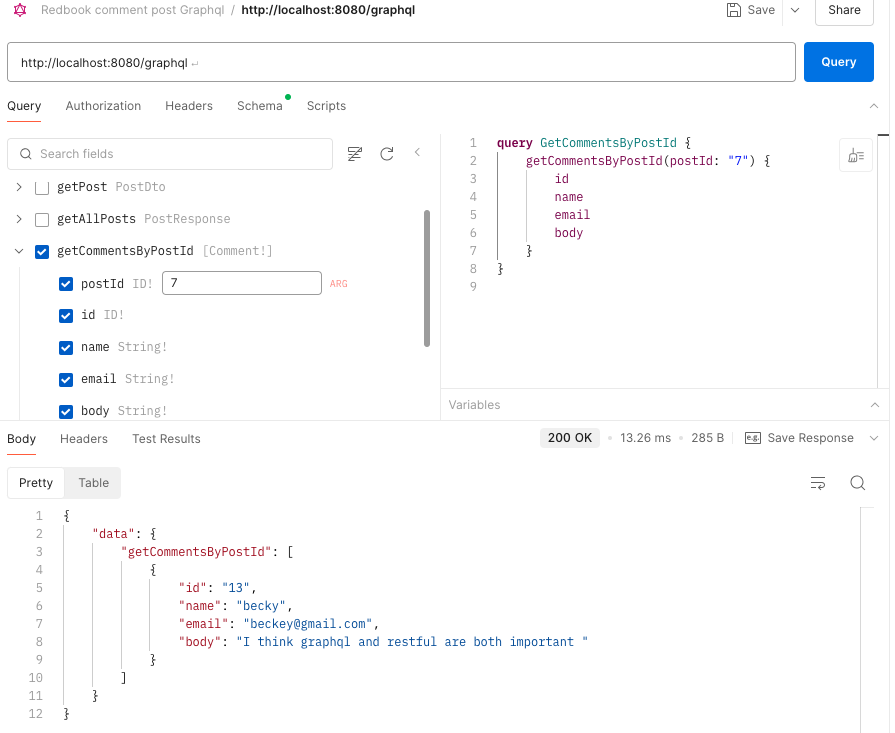 Redbook comment post Graphql / http://localhost:8080/graphql Save Share
http://localhost:8080/graphql Query
Query Authorization Headers Schema Scripts
Search fields
getPost PostDto
getAllPosts PostResponse
getCommentsByPostId [Comment!]
postId ID! 7 ARG
id ID!
name String!
email String!
body String!
1 query GetCommentsByPostId {
2 getCommentsByPostId(postId: "7") {
3 id
4 name
5 email
6 body
7 }
8 }
9
Variables
Body Headers Test Results 200 OK 13.26 ms 285 B e.g. Save Response
Pretty Table
1 {
2 "data": {
3 "getCommentsByPostId": [
4 {
5 "id": "13",
6 "name": "becky",
7 "email": "beckey@gmail.com",
8 "body": "I think graphql and restful are both important "
9 }
10 ]
11 }
12 }